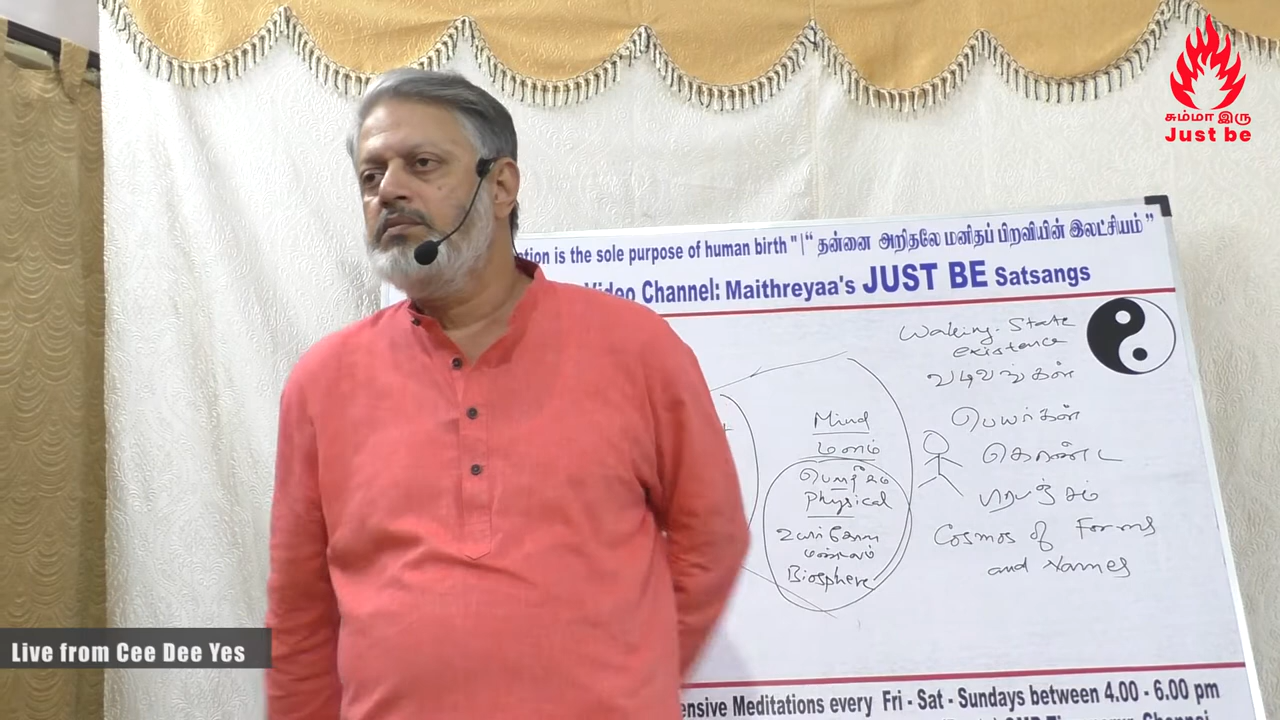 சும்மா இரு
Just be
is the sole purpose of human birth " | " தன்னை அறிதலே மனிதப் பிறவியின் இலட்சியம் "
Video Channel: Maithreyaa's JUST BE Satsangs
Waking-State
existence
வடிவங்கள்
பெயர்கள்
கொண்ட
பிரபஞ்சம்
Cosmos of Forms
and Names
Mind
மனம்
Physical
உயிர்கோள
மண்டலம்
Biosphere
Live from Cee Dee Yes
Meditations every Fri - Sat - Sundays between 4.00 - 6.00 pm